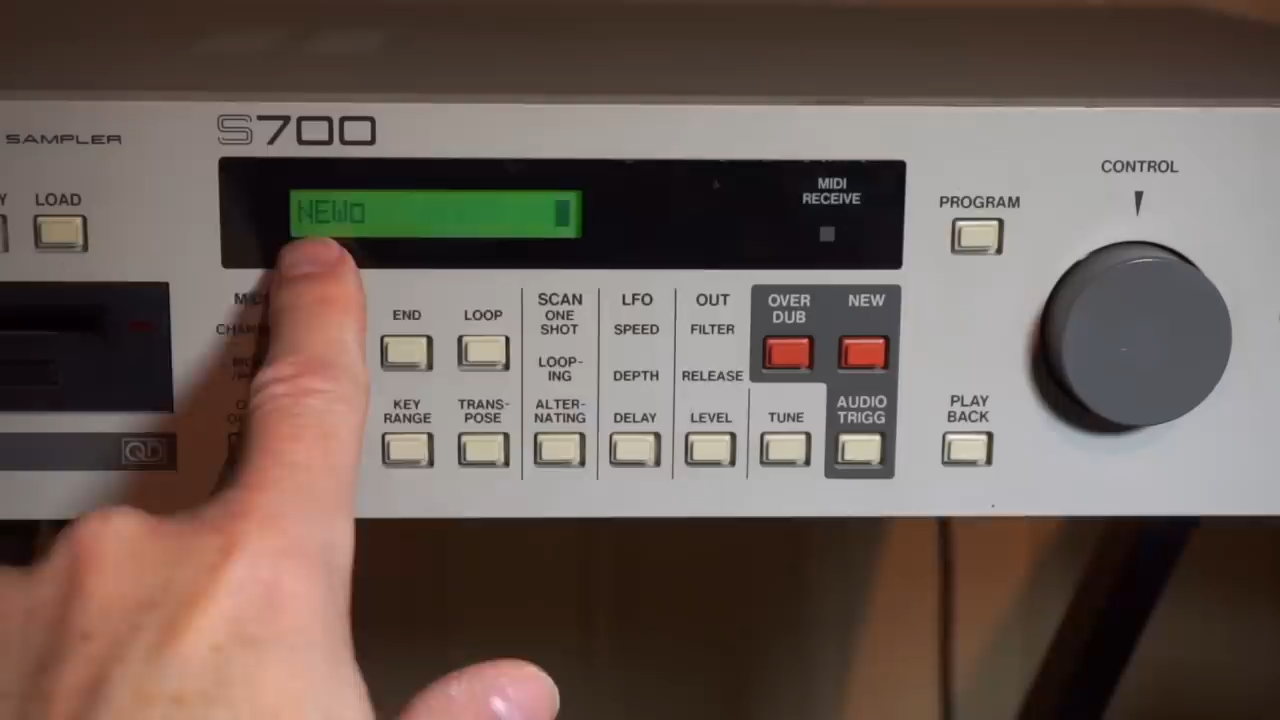 SAMPLER
S700
LOAD
MIDI
RECEIVE
PROGRAM
CONTROL
END
LOOP
SCAN
ONE
SHOT
LOOP-
ING
LFO
SPEED
DEPTH
OUT
FILTER
RELEASE
OVER
DUB
NEW
KEY
RANGE
TRANS-
POSE
ALTER-
NATING
DELAY
LEVEL
TUNE
AUDIO
TRIGG
PLAY
BACK
QD